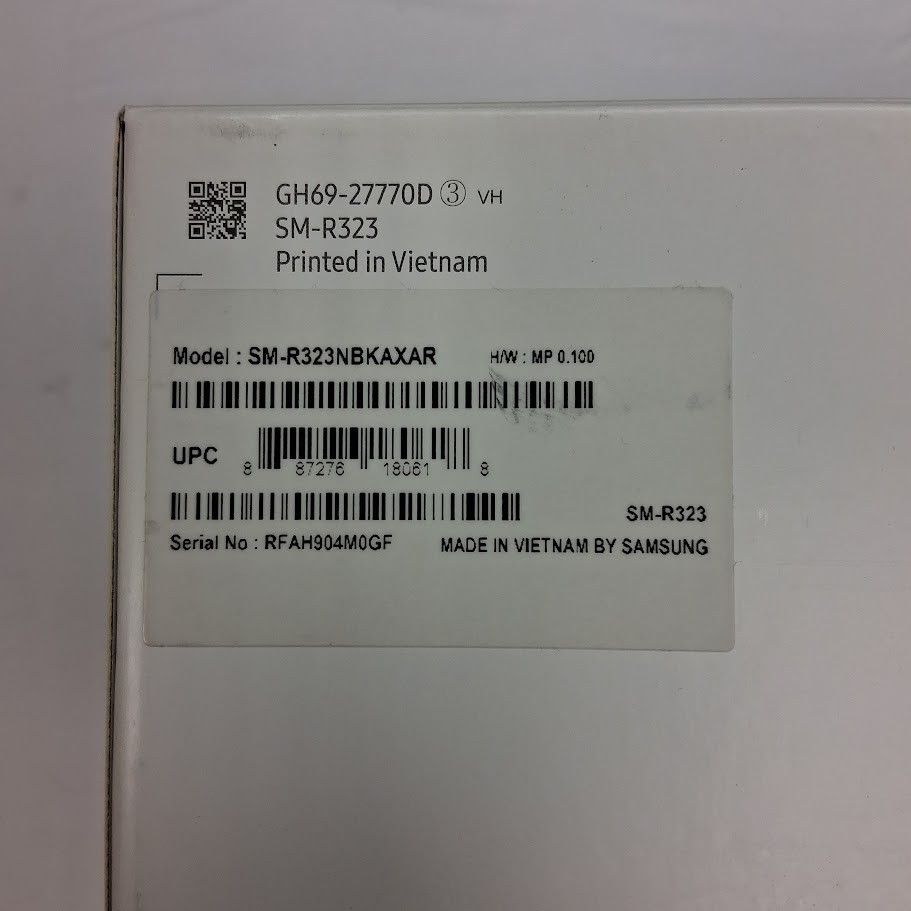 GH69-27770D ③ VH
SM-R323
Printed in Vietnam
Model : SM-R323NBKAXAR H/W : MP 0.100
UPC 8 87276 18061 8
SM-R323
Serial No : RFAH904M0GF MADE IN VIETNAM BY SAMSUNG